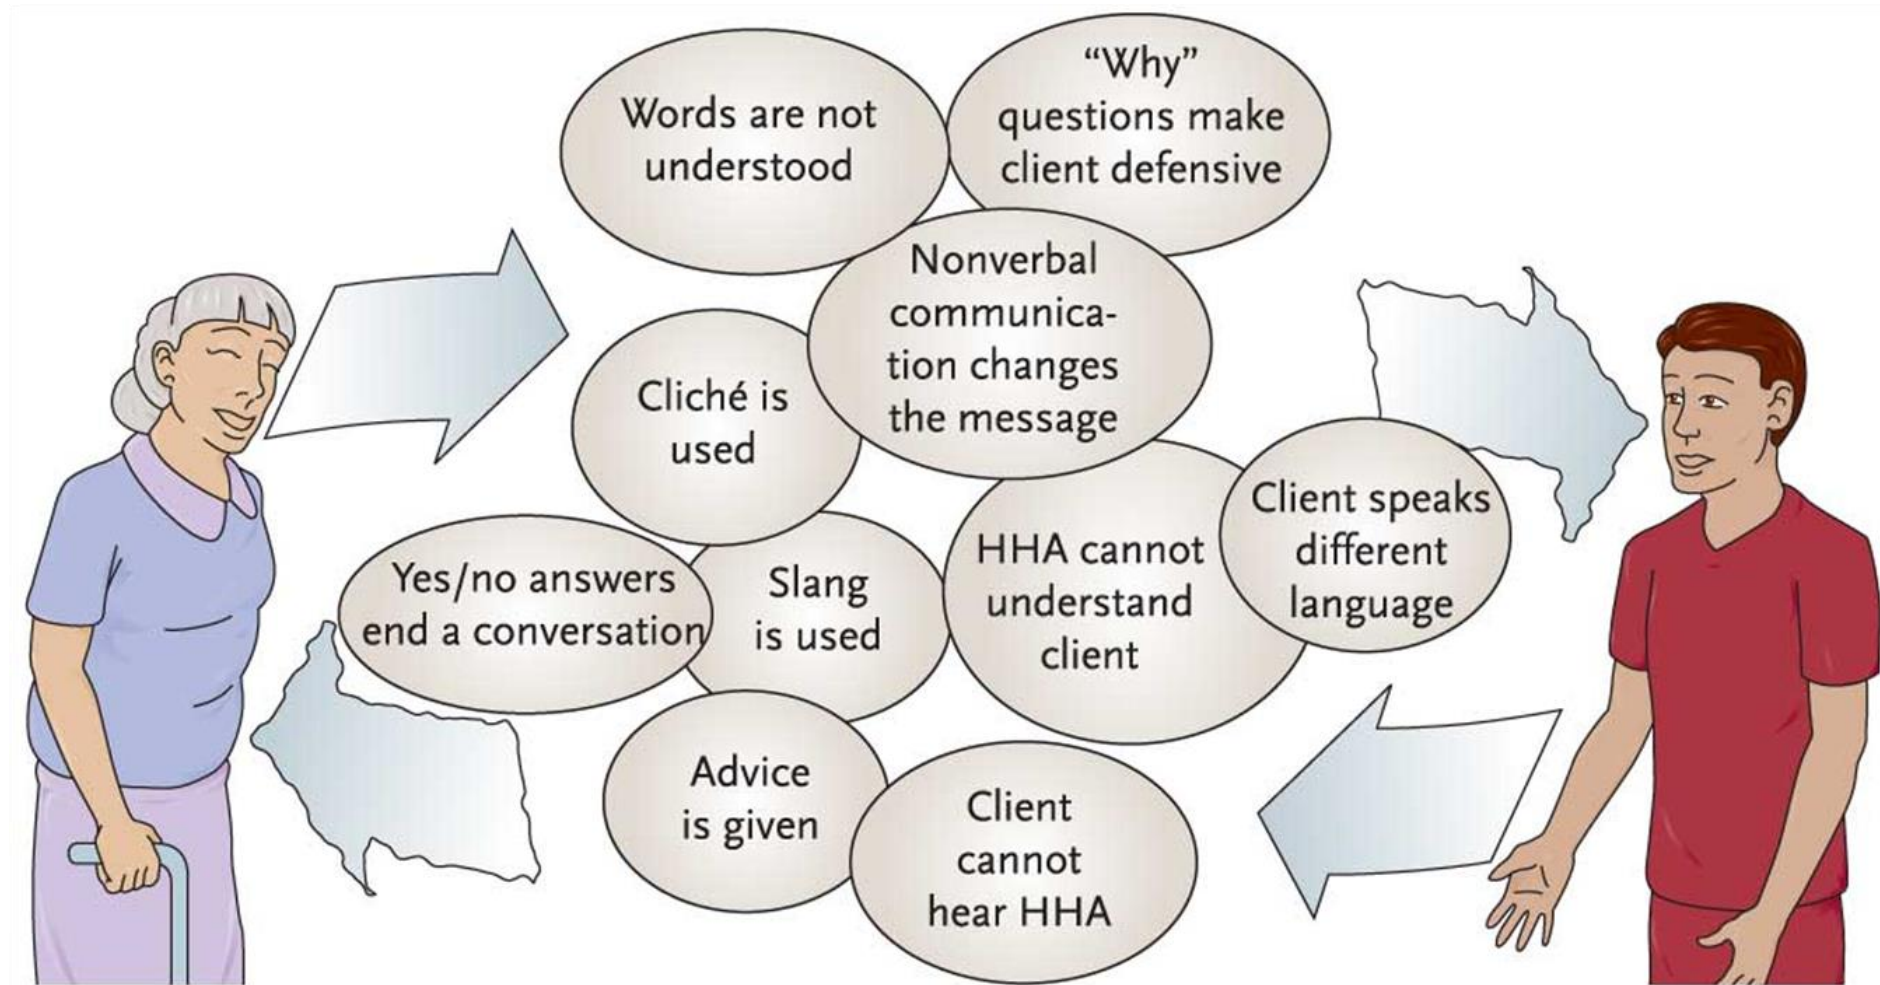 Words are not
understood
“Why”
questions make
client defensive
Nonverbal
communica-
tion changes
the message
Cliché is
used
Client speaks
different
language
HHA cannot
understand
client
Yes/no answers
end a conversation
Slang
is used
Advice
is given
Client
cannot
hear HHA